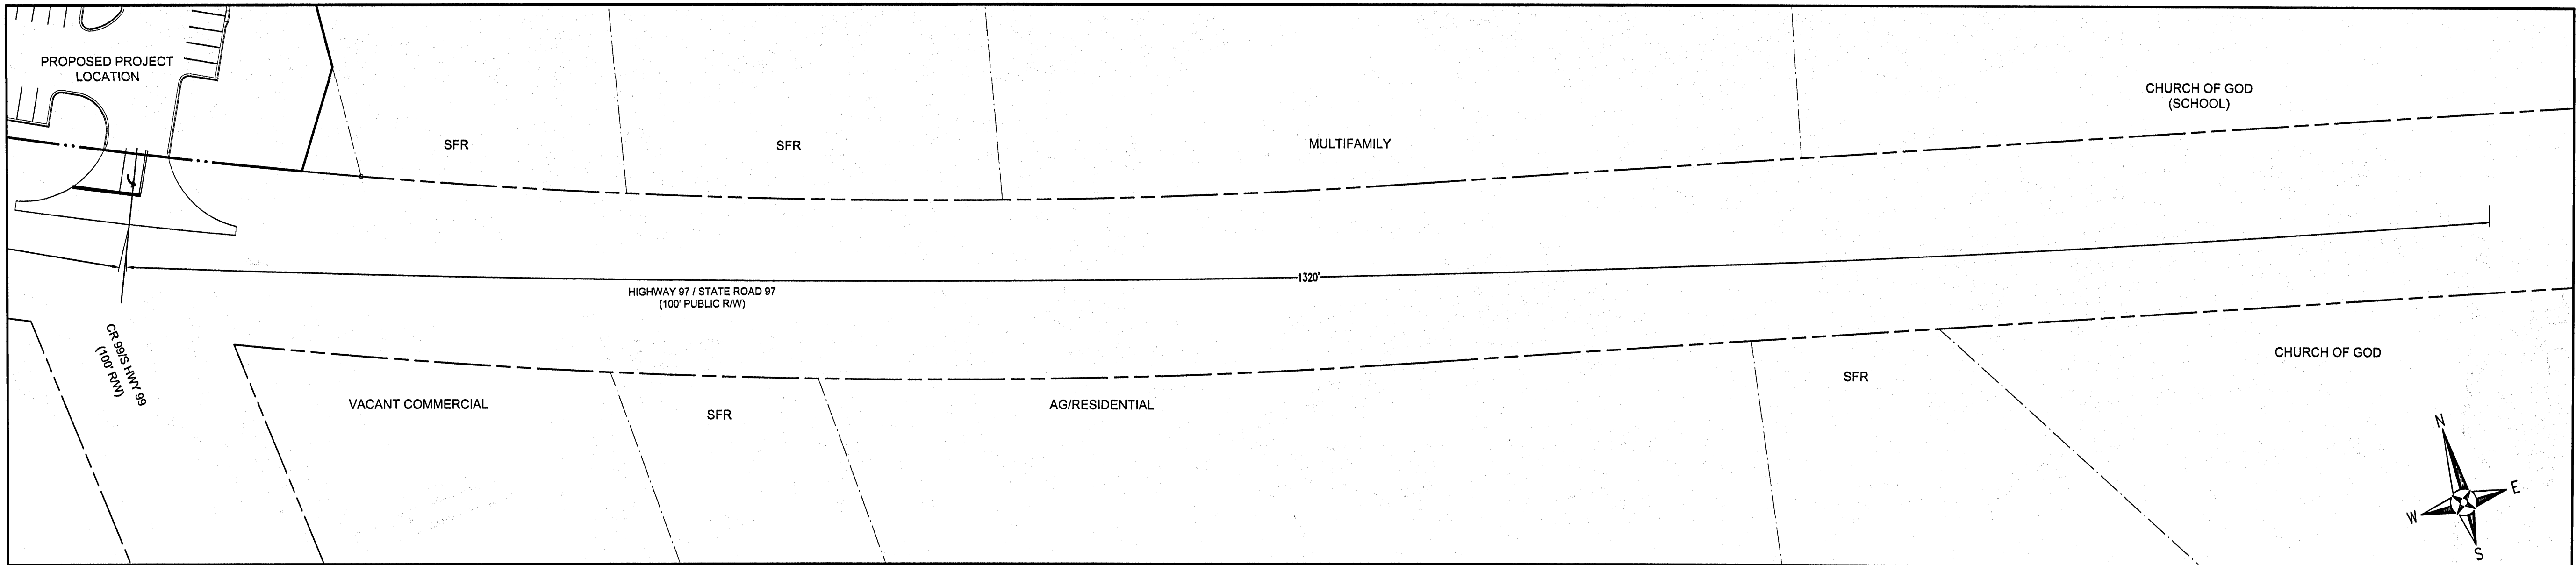 PROPOSED PROJECT
LOCATION
SFR
SFR
MULTIFAMILY
CHURCH OF GOD
(SCHOOL)
1320'
HIGHWAY 97 / STATE ROAD 97
(100' PUBLIC R/W)
CR 99/S HWY 99
(100' R/W)
VACANT COMMERCIAL
SFR
AG/RESIDENTIAL
SFR
CHURCH OF GOD
N
E
W
S